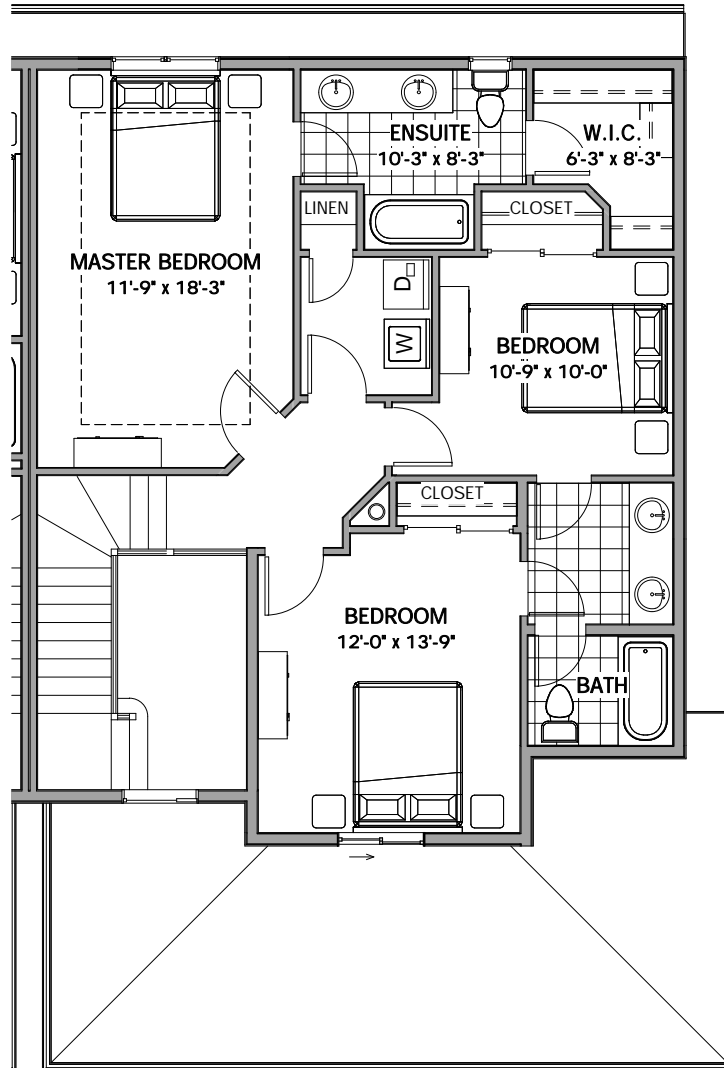 ENSUITE
10'-3" x 8'-3"
W.I.C.
6'-3" x 8'-3"
LINEN
CLOSET
MASTER BEDROOM
11'-9" x 18'-3"
D
W
BEDROOM
10'-9" x 10'-0"
CLOSET
BEDROOM
12'-0" x 13'-9"
BATH